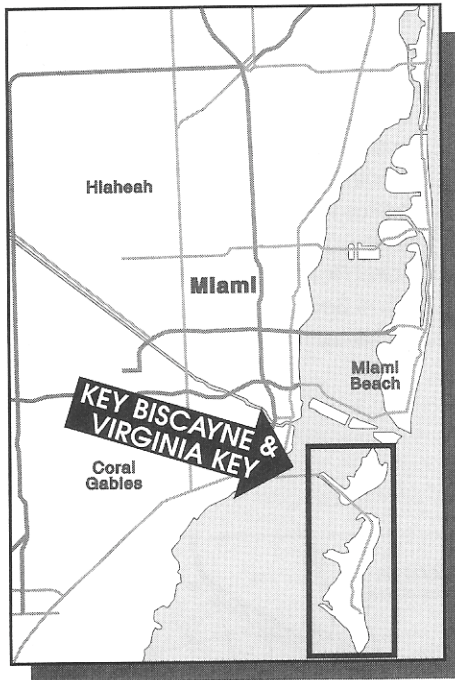 Hiaheah
Miami
Miami
Beach
KEY BISCAYNE &
VIRGINIA KEY
Coral
Gables